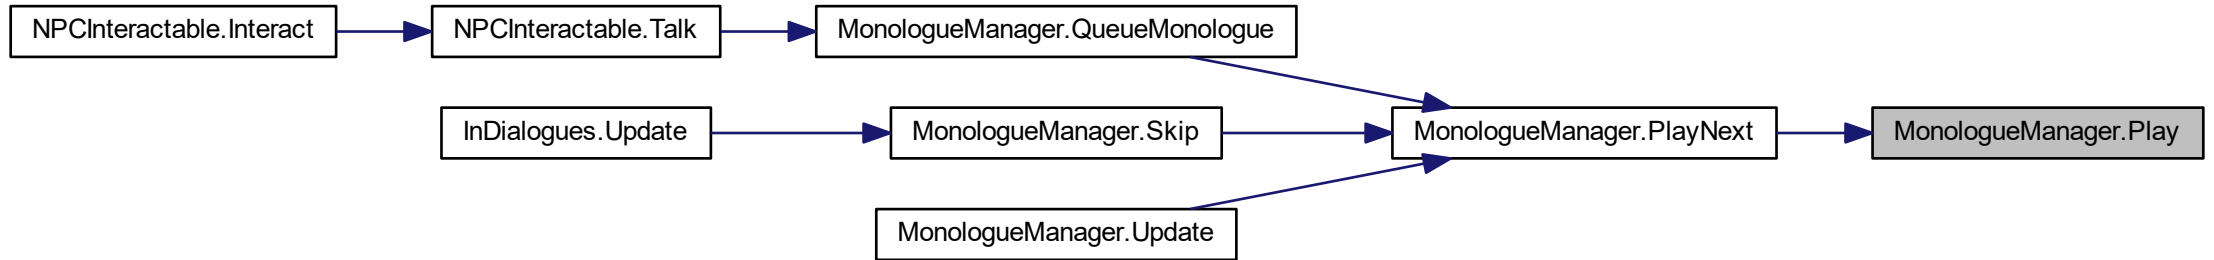 NPCInteractable.Interact
NPCInteractable.Talk
MonologueManager.QueueMonologue
InDialogues.Update
MonologueManager.Skip
MonologueManager.PlayNext
MonologueManager.Play
MonologueManager.Update